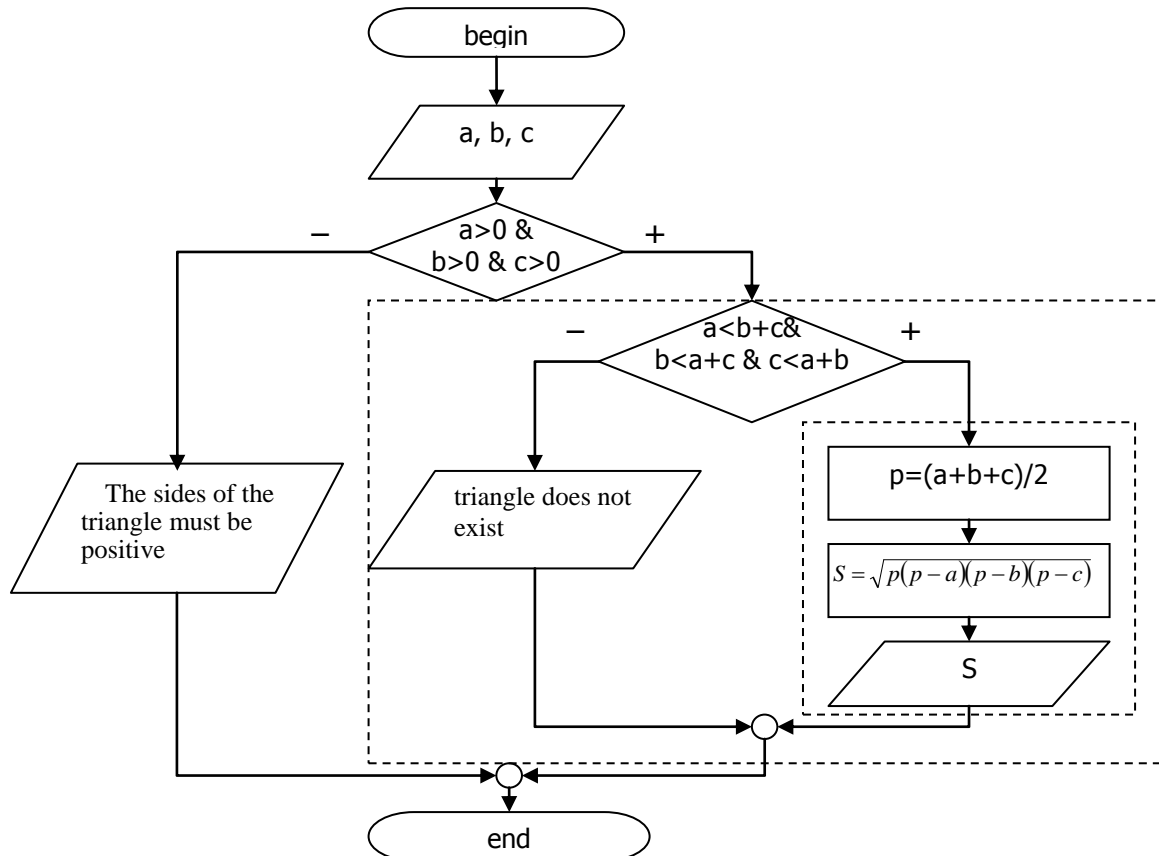 begin
a, b, c
−
a>0 &
b>0 & c>0
+
−
a<b+c&
b<a+c & c<a+b
+
The sides of the
triangle must be
positive
triangle does not
exist
p=(a+b+c)/2
S = √p(p − a)(p − b)(p − c)
S
end